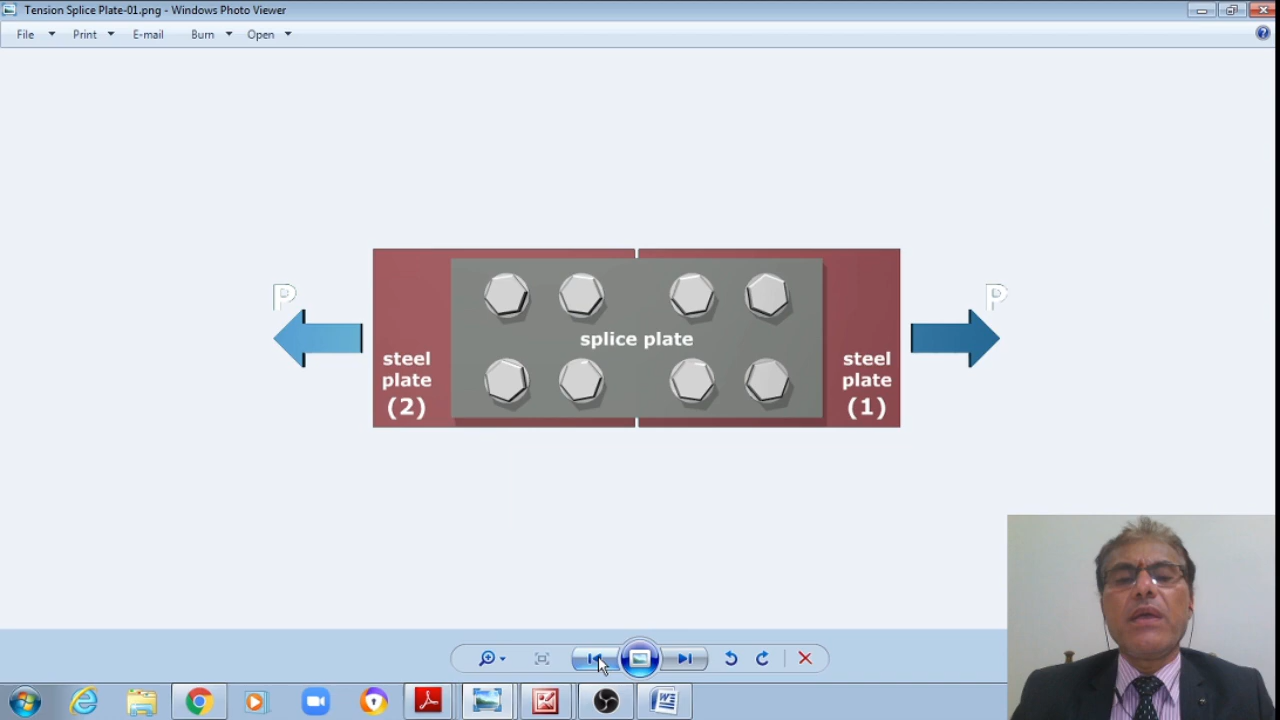 Tension Splice Plate-01.png - Windows Photo Viewer
File Print E-mail Burn Open
P P
splice plate
steel
plate
(2)
steel
plate
(1)